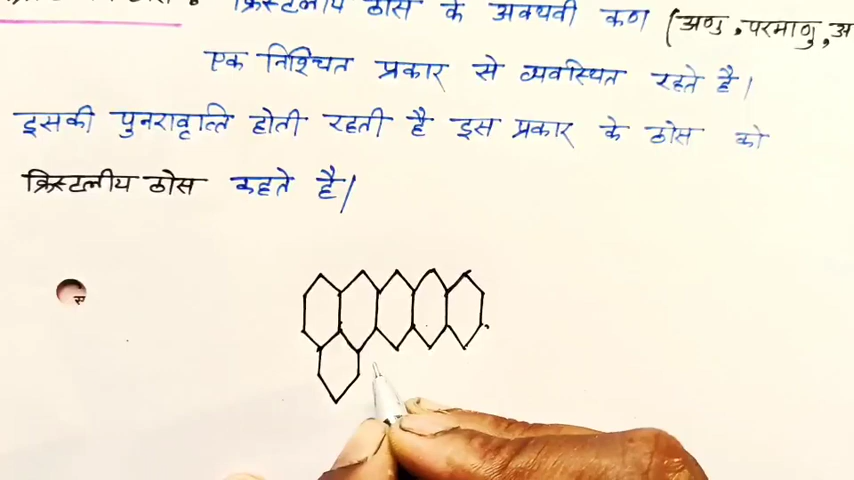 क्रिस्टलीय ठोस के अवयवी कण (अणु, परमाणु, अ
एक निश्चित प्रकार से व्यवस्थित रहते है।
इसकी पुनरावृत्ति होती रहती है इस प्रकार के ठोस को
क्रिस्टलीय ठोस कहते है।